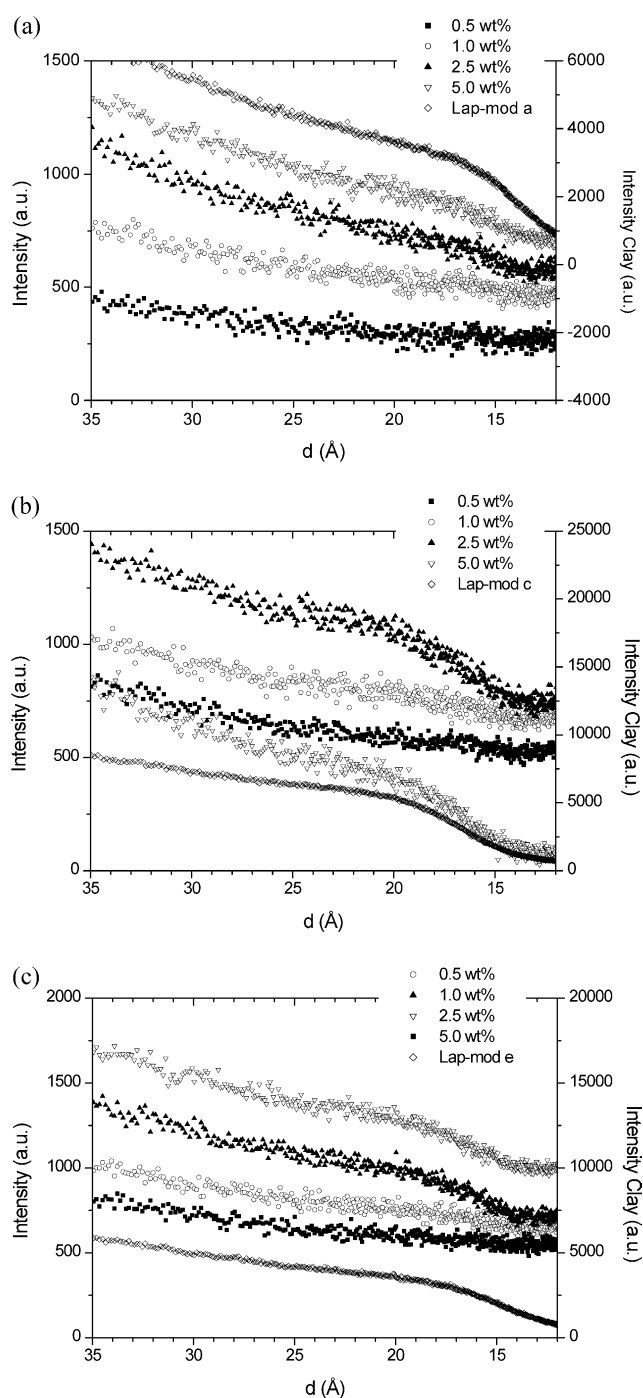 (a)
0.5 wt%
1.0 wt%
2.5 wt%
5.0 wt%
Lap-mod a
1500
1000
500
0
6000
4000
2000
0
-2000
-4000
Intensity (a.u.)
Intensity Clay (a.u.)
35 30 25 20 15
d (Å)
(b)
0.5 wt%
1.0 wt%
2.5 wt%
5.0 wt%
Lap-mod c
1500
1000
500
0
25000
20000
15000
10000
5000
0
Intensity (a.u.)
Intensity Clay (a.u.)
35 30 25 20 15
d (Å)
(c)
0.5 wt%
1.0 wt%
2.5 wt%
5.0 wt%
Lap-mod e
2000
1500
1000
500
0
20000
15000
10000
5000
0
Intensity (a.u.)
Intensity Clay (a.u.)
35 30 25 20 15
d (Å)